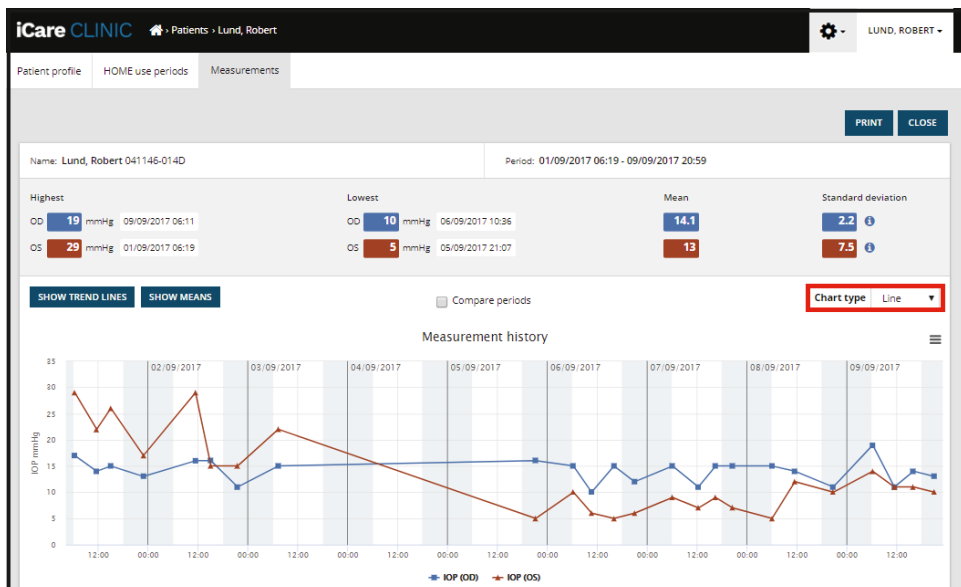 iCare CLINIC › Patients › Lund, Robert LUND, ROBERT
Patient profile HOME use periods Measurements
PRINT CLOSE
Name: Lund, Robert 041146-014D Period: 01/09/2017 06:19 - 09/09/2017 20:59
Highest Lowest Mean Standard deviation
OD 19 mmHg 09/09/2017 06:11 OD 10 mmHg 06/09/2017 10:36 14.1 2.2
OS 29 mmHg 01/09/2017 06:19 OS 5 mmHg 05/09/2017 21:07 13 7.5
SHOW TREND LINES SHOW MEANS Compare periods Chart type Line
Measurement history
02/09/2017 03/09/2017 04/09/2017 05/09/2017 06/09/2017 07/09/2017 08/09/2017 09/09/2017
IOP mmHg
35
30
25
20
15
10
5
0
12:00 00:00 12:00 00:00 12:00 00:00 12:00 00:00 12:00 00:00 12:00 00:00 12:00 00:00 12:00 00:00 12:00
IOP (OD) IOP (OS)